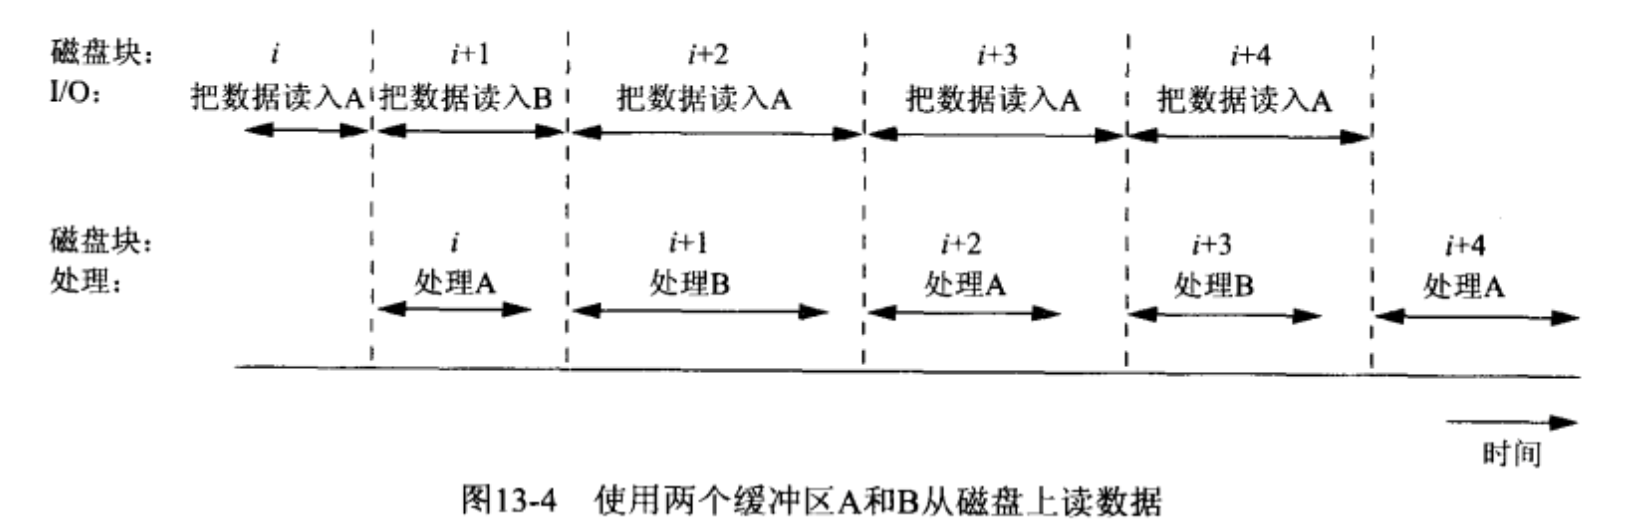 磁盘块： i i+1 i+2 i+3 i+4
I/O： 把数据读入A 把数据读入B 把数据读入A 把数据读入A 把数据读入A
磁盘块： i i+1 i+2 i+3 i+4
处理： 处理A 处理B 处理A 处理B 处理A
时间
图13-4 使用两个缓冲区A和B从磁盘上读数据